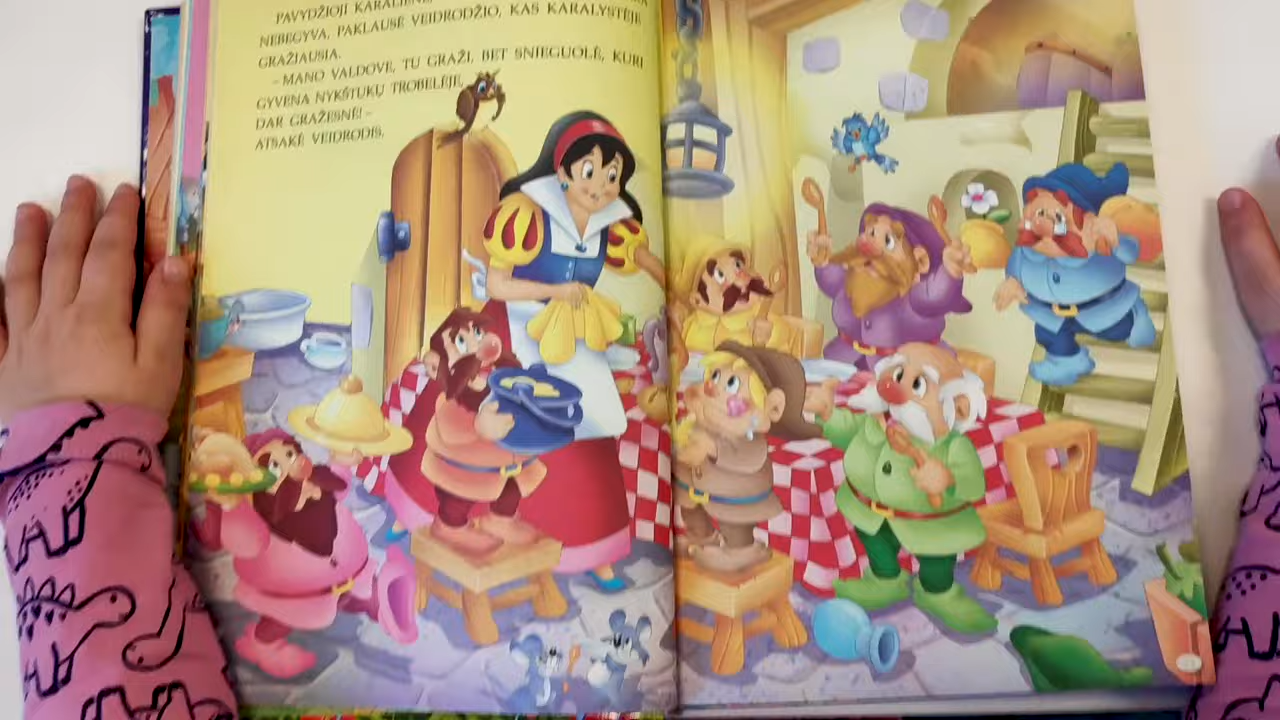 PAVYDŽIOJI KARALIENĖ,
NEBEGYVA, PAKLAUSĖ VEIDRODŽIO, KAS KARALYSTĖJE
GRAŽIAUSIA.
– MANO VALDOVE, TU GRAŽI, BET SNIEGUOLĖ, KURI
GYVENA NYKŠTUKŲ TROBELĖJE,
DAR GRAŽESNĖ! –
ATSAKĖ VEIDRODIS.